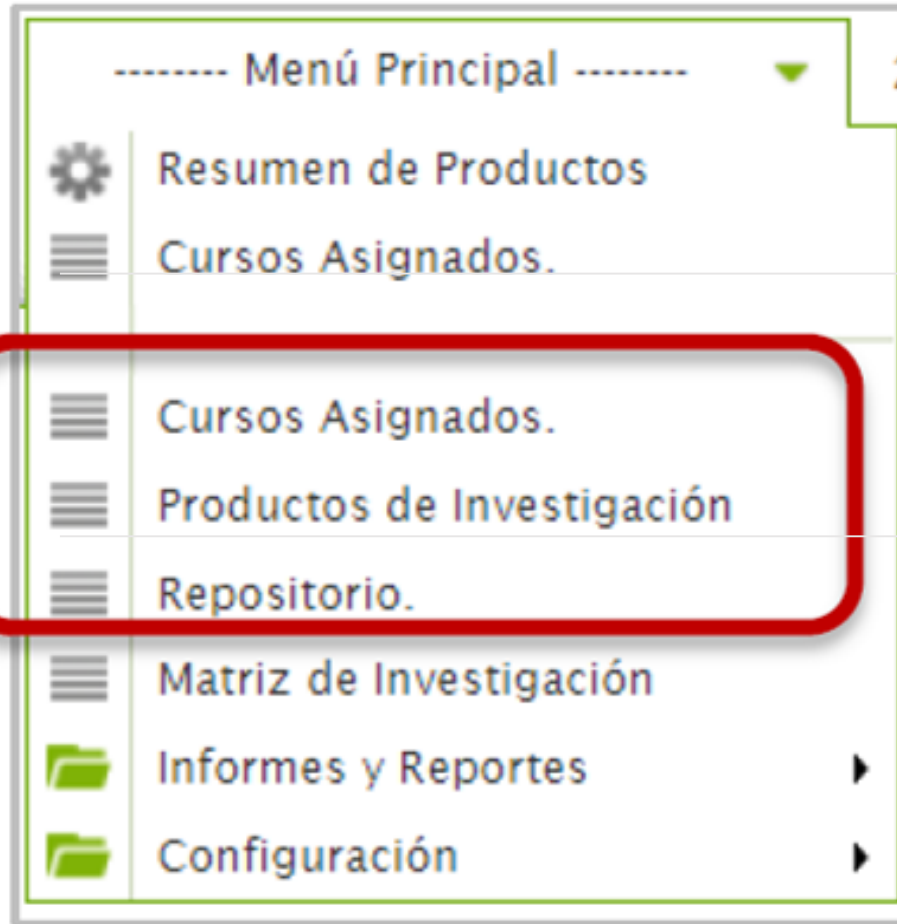 -------- Menú Principal --------
Resumen de Productos
Cursos Asignados.
Cursos Asignados.
Productos de Investigación
Repositorio.
Matriz de Investigación
Informes y Reportes
Configuración